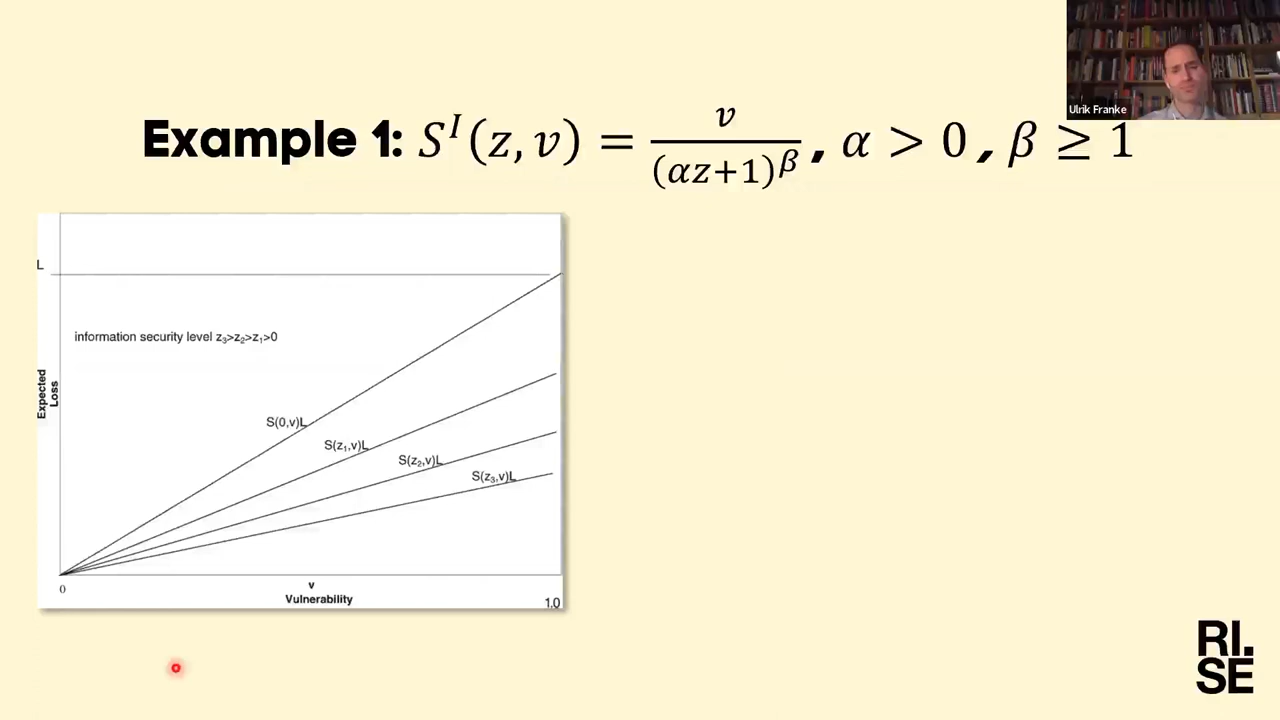 Ulrik Franke
Example 1: S^I(z, v) = v/(αz+1)^β, α > 0, β ≥ 1
L
information security level z₃>z₂>z₁>0
Expected
Loss
S(0,v)L
S(z₁,v)L
S(z₂,v)L
S(z₃,v)L
0
v
Vulnerability
1.0
RI.
SE